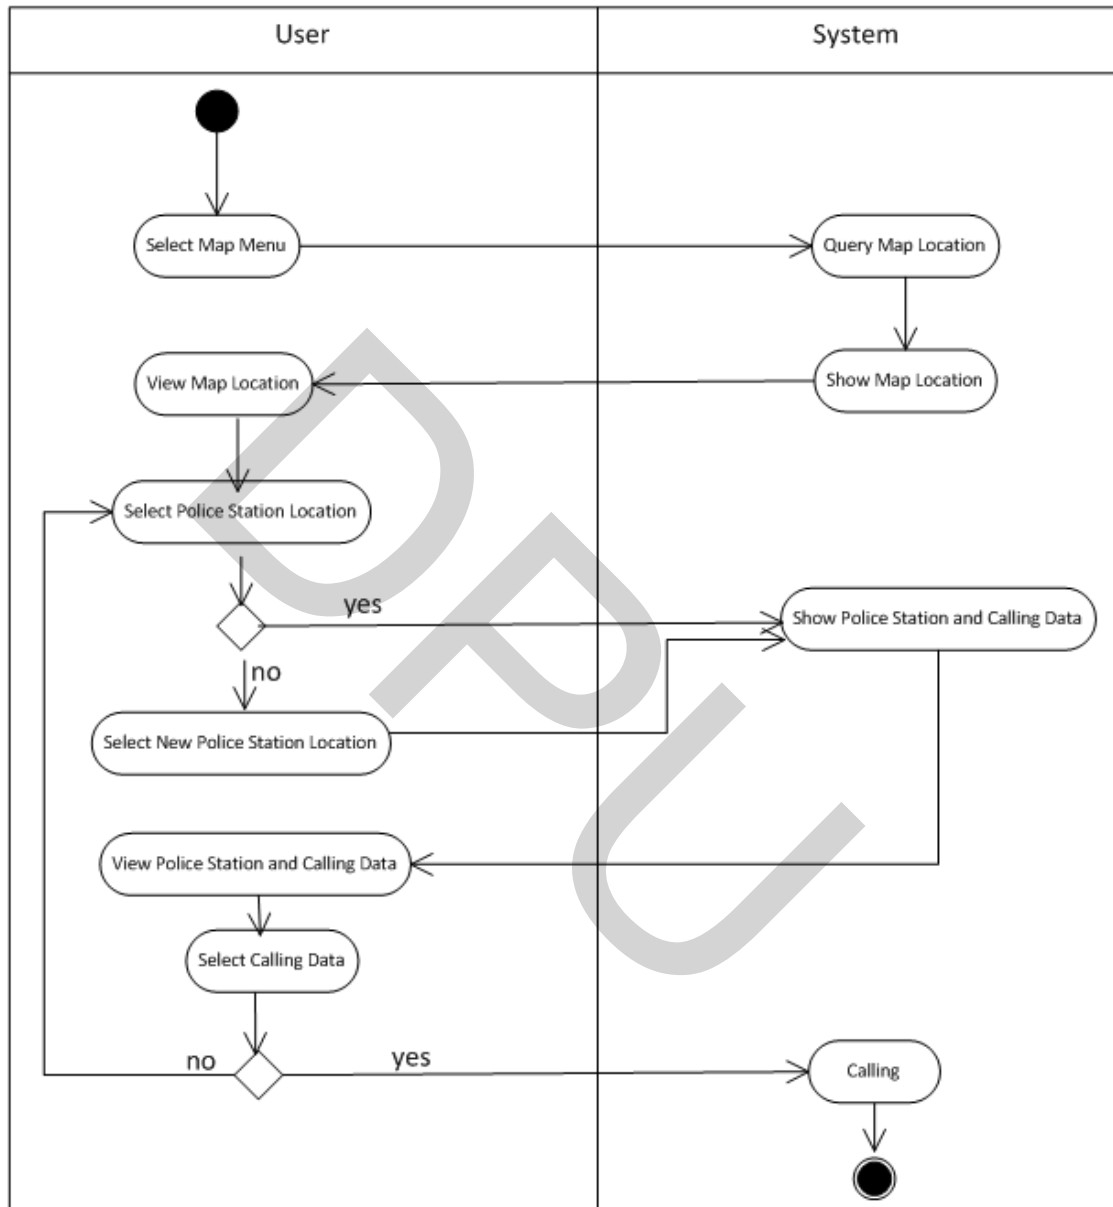 User
System
Select Map Menu
Query Map Location
View Map Location
Show Map Location
Select Police Station Location
yes
Show Police Station and Calling Data
no
Select New Police Station Location
View Police Station and Calling Data
Select Calling Data
no
yes
Calling
DPU